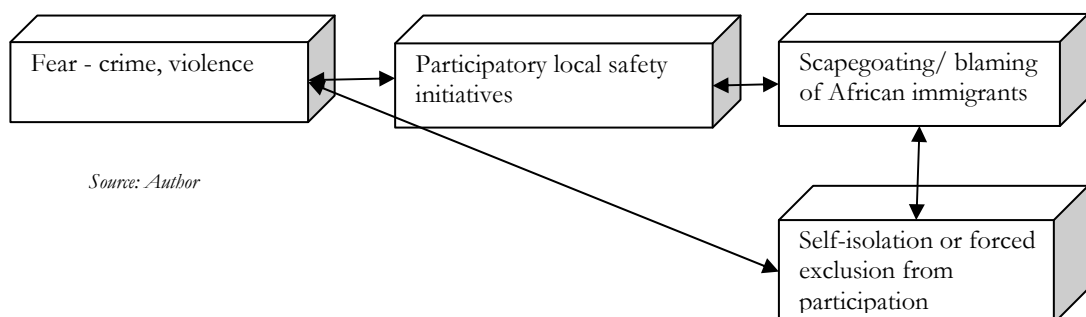 Fear - crime, violence
Participatory local safety
initiatives
Scapegoating/ blaming
of African immigrants
Source: Author
Self-isolation or forced
exclusion from
participation